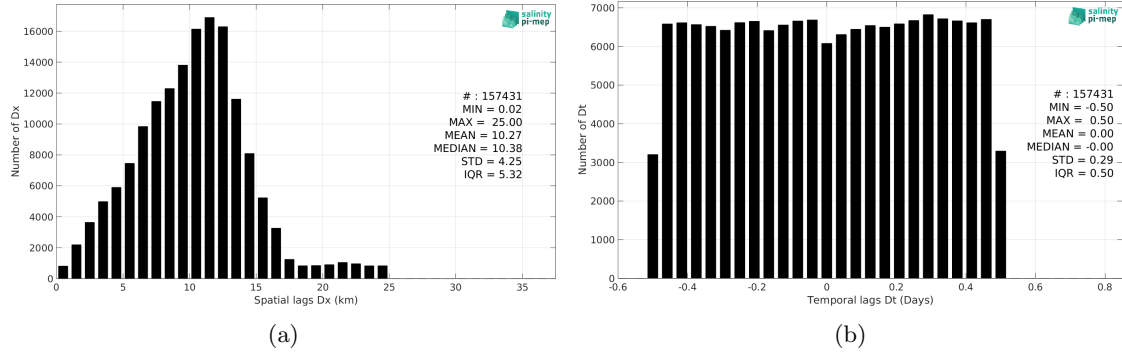 salinity
pi-mep
16000
14000
12000
10000
8000
6000
4000
2000
0
Number of Dx
# : 157431
MIN = 0.02
MAX = 25.00
MEAN = 10.27
MEDIAN = 10.38
STD = 4.25
IQR = 5.32
0 5 10 15 20 25 30 35
Spatial lags Dx (km)
(a)
salinity
pi-mep
7000
6000
5000
4000
3000
2000
1000
0
Number of Dt
# : 157431
MIN = -0.50
MAX = 0.50
MEAN = 0.00
MEDIAN = -0.00
STD = 0.29
IQR = 0.50
-0.6 -0.4 -0.2 0 0.2 0.4 0.6 0.8
Temporal lags Dt (Days)
(b)